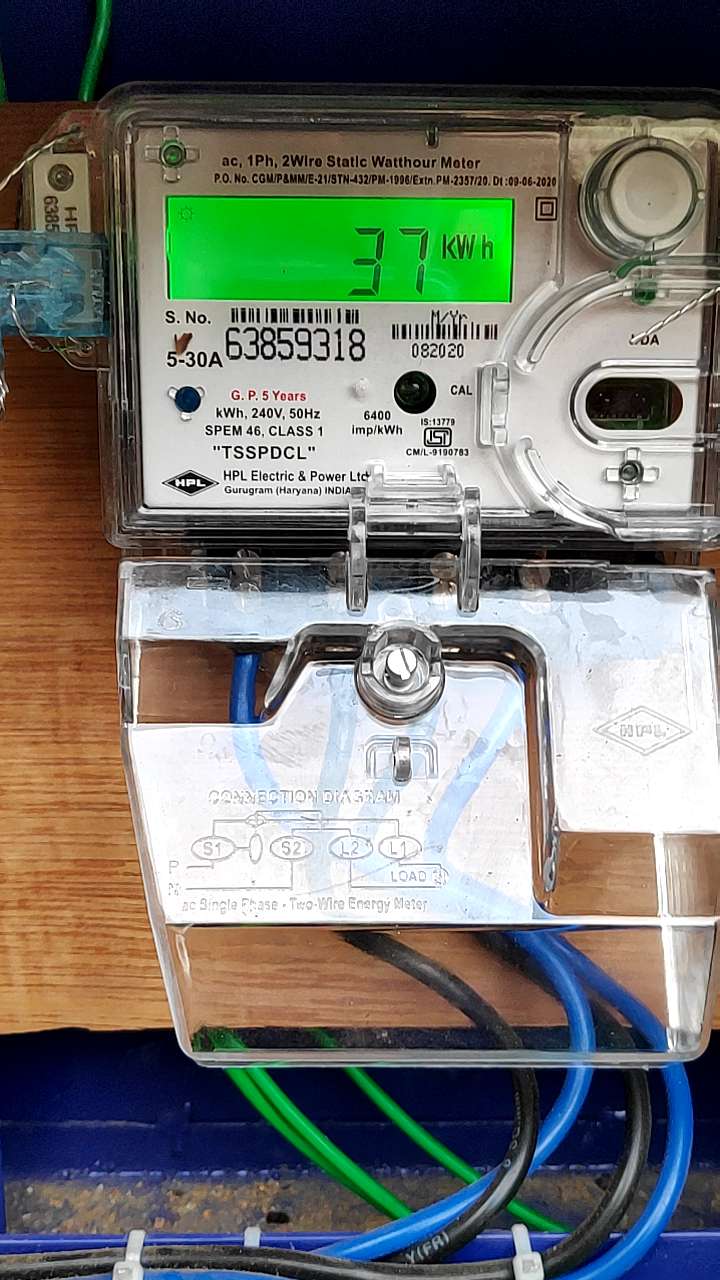 ac, 1Ph, 2Wire Static Watthour Meter
P.O. No. CGM/P&MM/E-21/STN-432/PM-1996/Extn.PM-2357/20. Dt:09-06-2020
37 KWh
S. No.
63859318
M/Yr
082020
5-30A
G. P. 5 Years
kWh, 240V, 50Hz
SPEM 46, CLASS 1
"TSSPDCL"
6400
imp/kWh
CAL
IS:13779
CM/L-9190783
HPL
HPL Electric & Power Ltd
Gurugram (Haryana) INDIA
HPL
CONNECTION DIAGRAM
S1 S2 L2 L1
P
N
LOAD
ac Single Phase - Two-Wire Energy Meter
(FR)